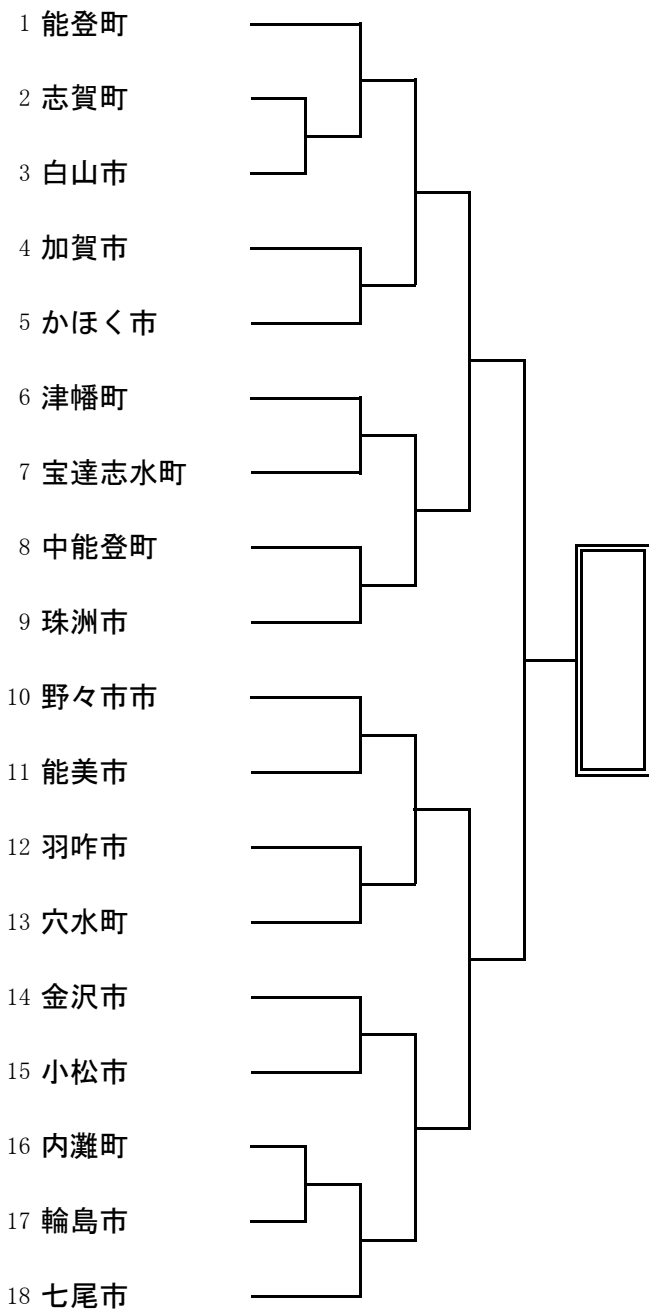 1 能登町
2 志賀町
3 白山市
4 加賀市
5 かほく市
6 津幡町
7 宝達志水町
8 中能登町
9 珠洲市
10 野々市市
11 能美市
12 羽咋市
13 穴水町
14 金沢市
15 小松市
16 内灘町
17 輪島市
18 七尾市